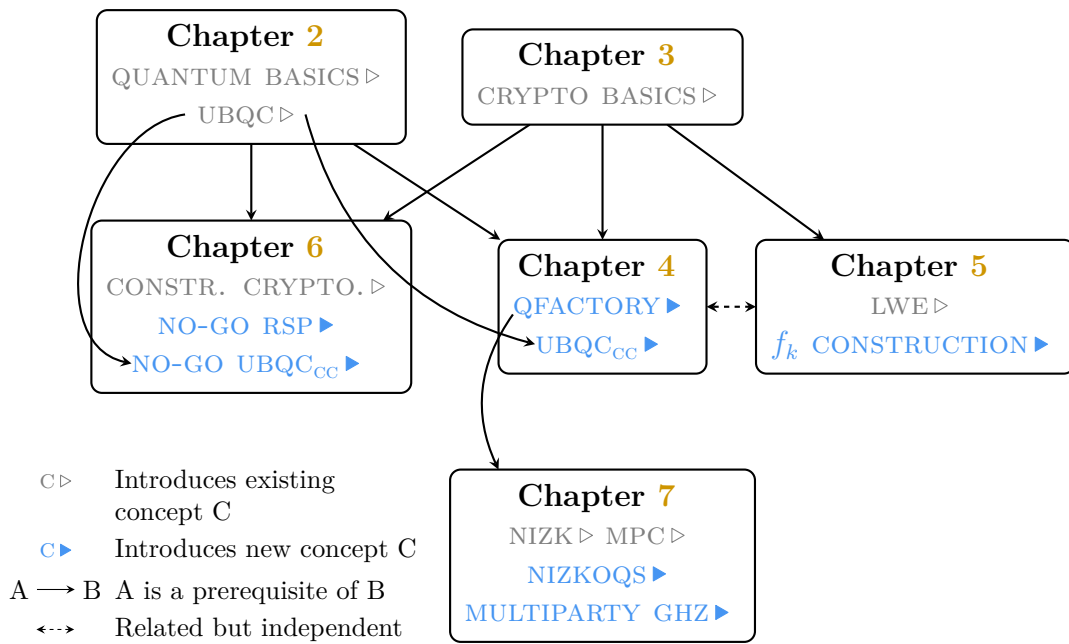 Chapter 2
QUANTUM BASICS ▷
UBQC ▷
Chapter 3
CRYPTO BASICS ▷
Chapter 6
CONSTR. CRYPTO. ▷
NO-GO RSP ▶
NO-GO UBQC_CC ▶
Chapter 4
QFACTORY ▶
UBQC_CC ▶
Chapter 5
LWE ▷
f_k CONSTRUCTION ▶
Chapter 7
NIZK ▷ MPC ▷
NIZKOQS ▶
MULTIPARTY GHZ ▶
C ▷ Introduces existing
concept C
C ▶ Introduces new concept C
A ⟶ B A is a prerequisite of B
Related but independent